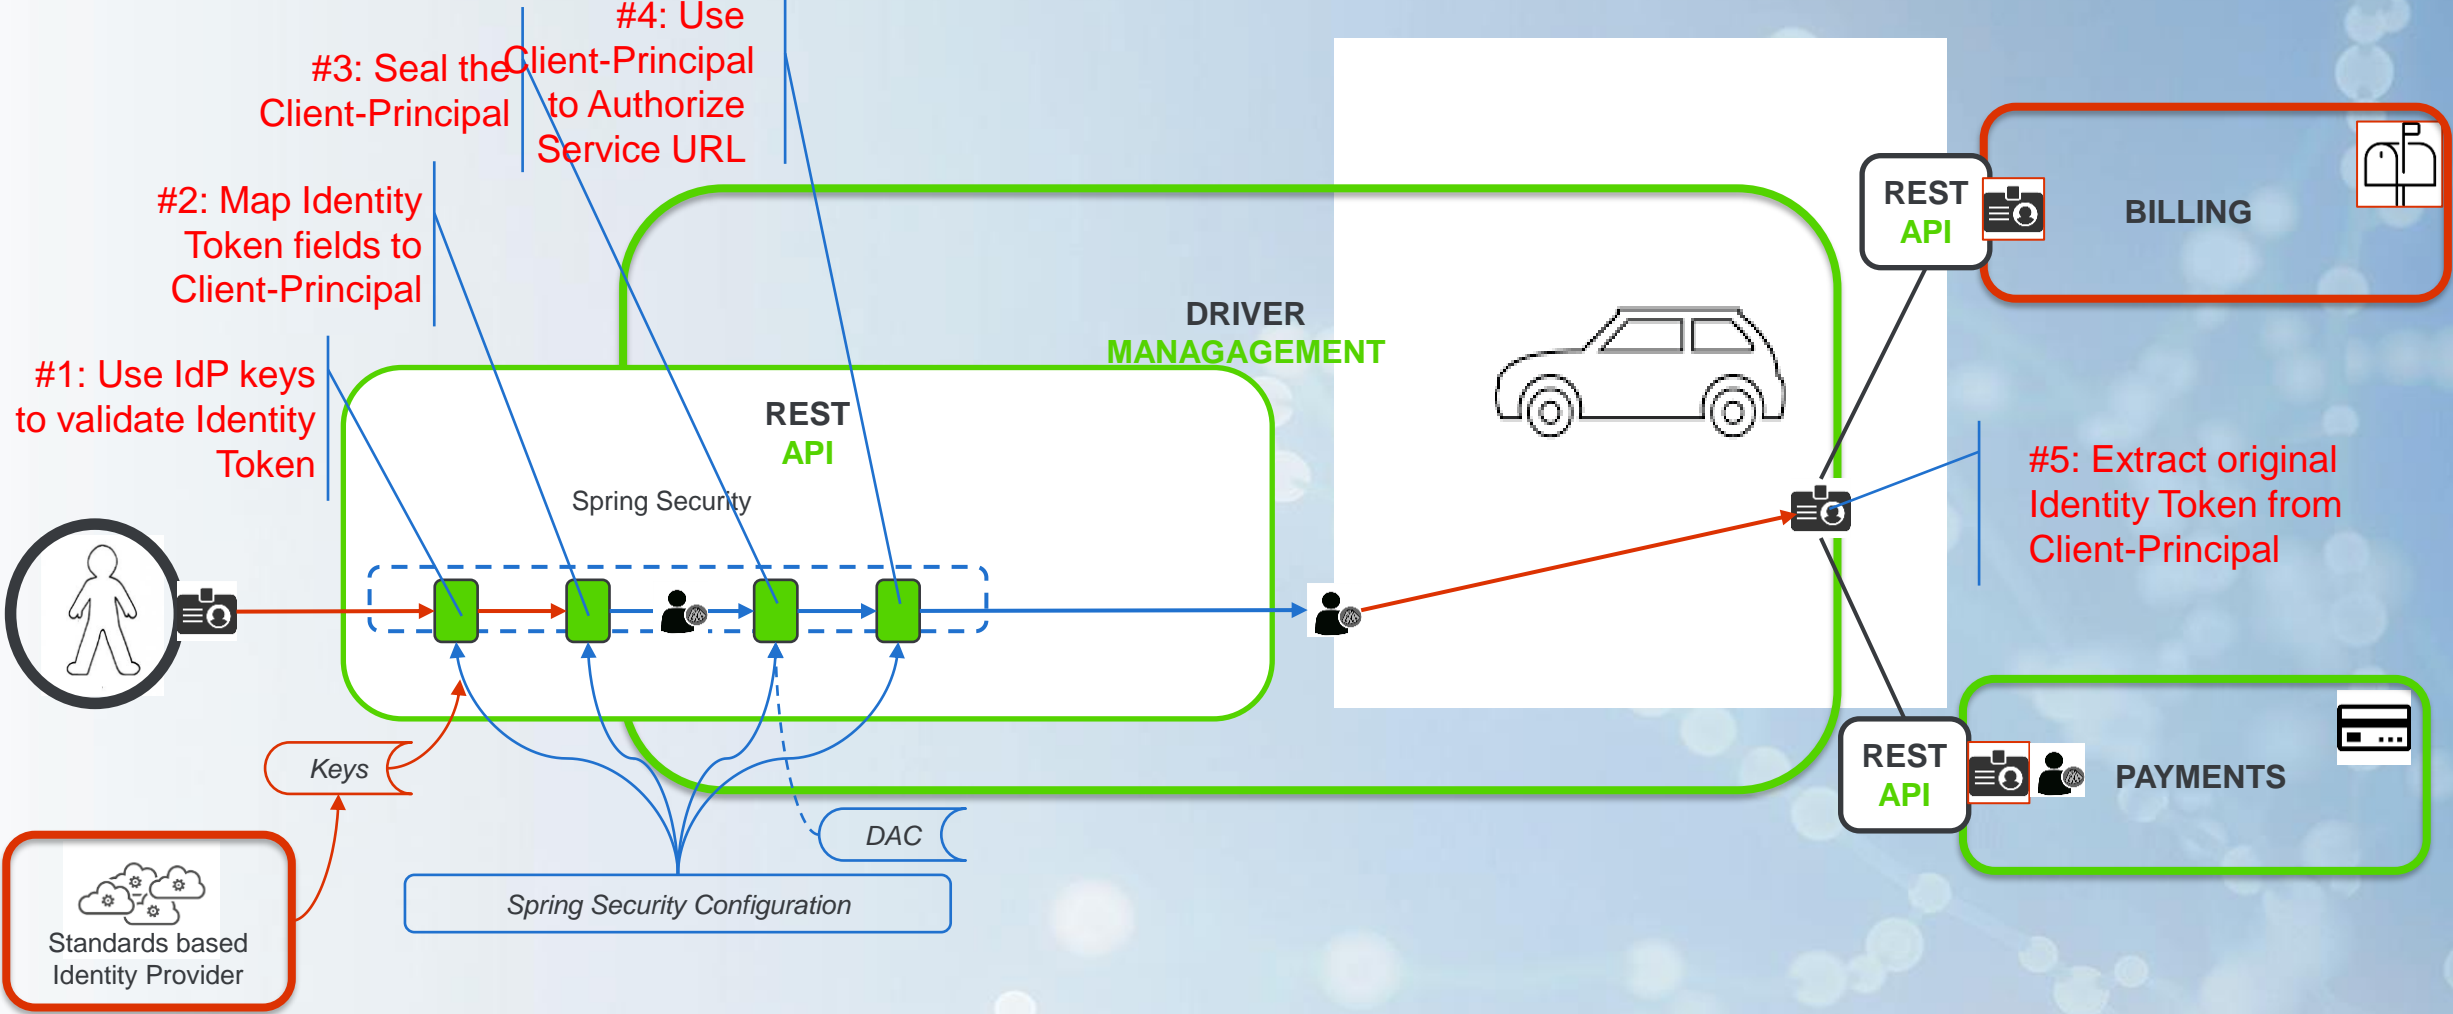 #4: Use
Client-Principal
to Authorize
Service URL
#3: Seal the
Client-Principal
#2: Map Identity
Token fields to
Client-Principal
#1: Use IdP keys
to validate Identity
Token
REST
API
Spring Security
DRIVER
MANAGAGEMENT
REST
API
BILLING
#5: Extract original
Identity Token from
Client-Principal
REST
API
PAYMENTS
Keys
DAC
Spring Security Configuration
Standards based
Identity Provider